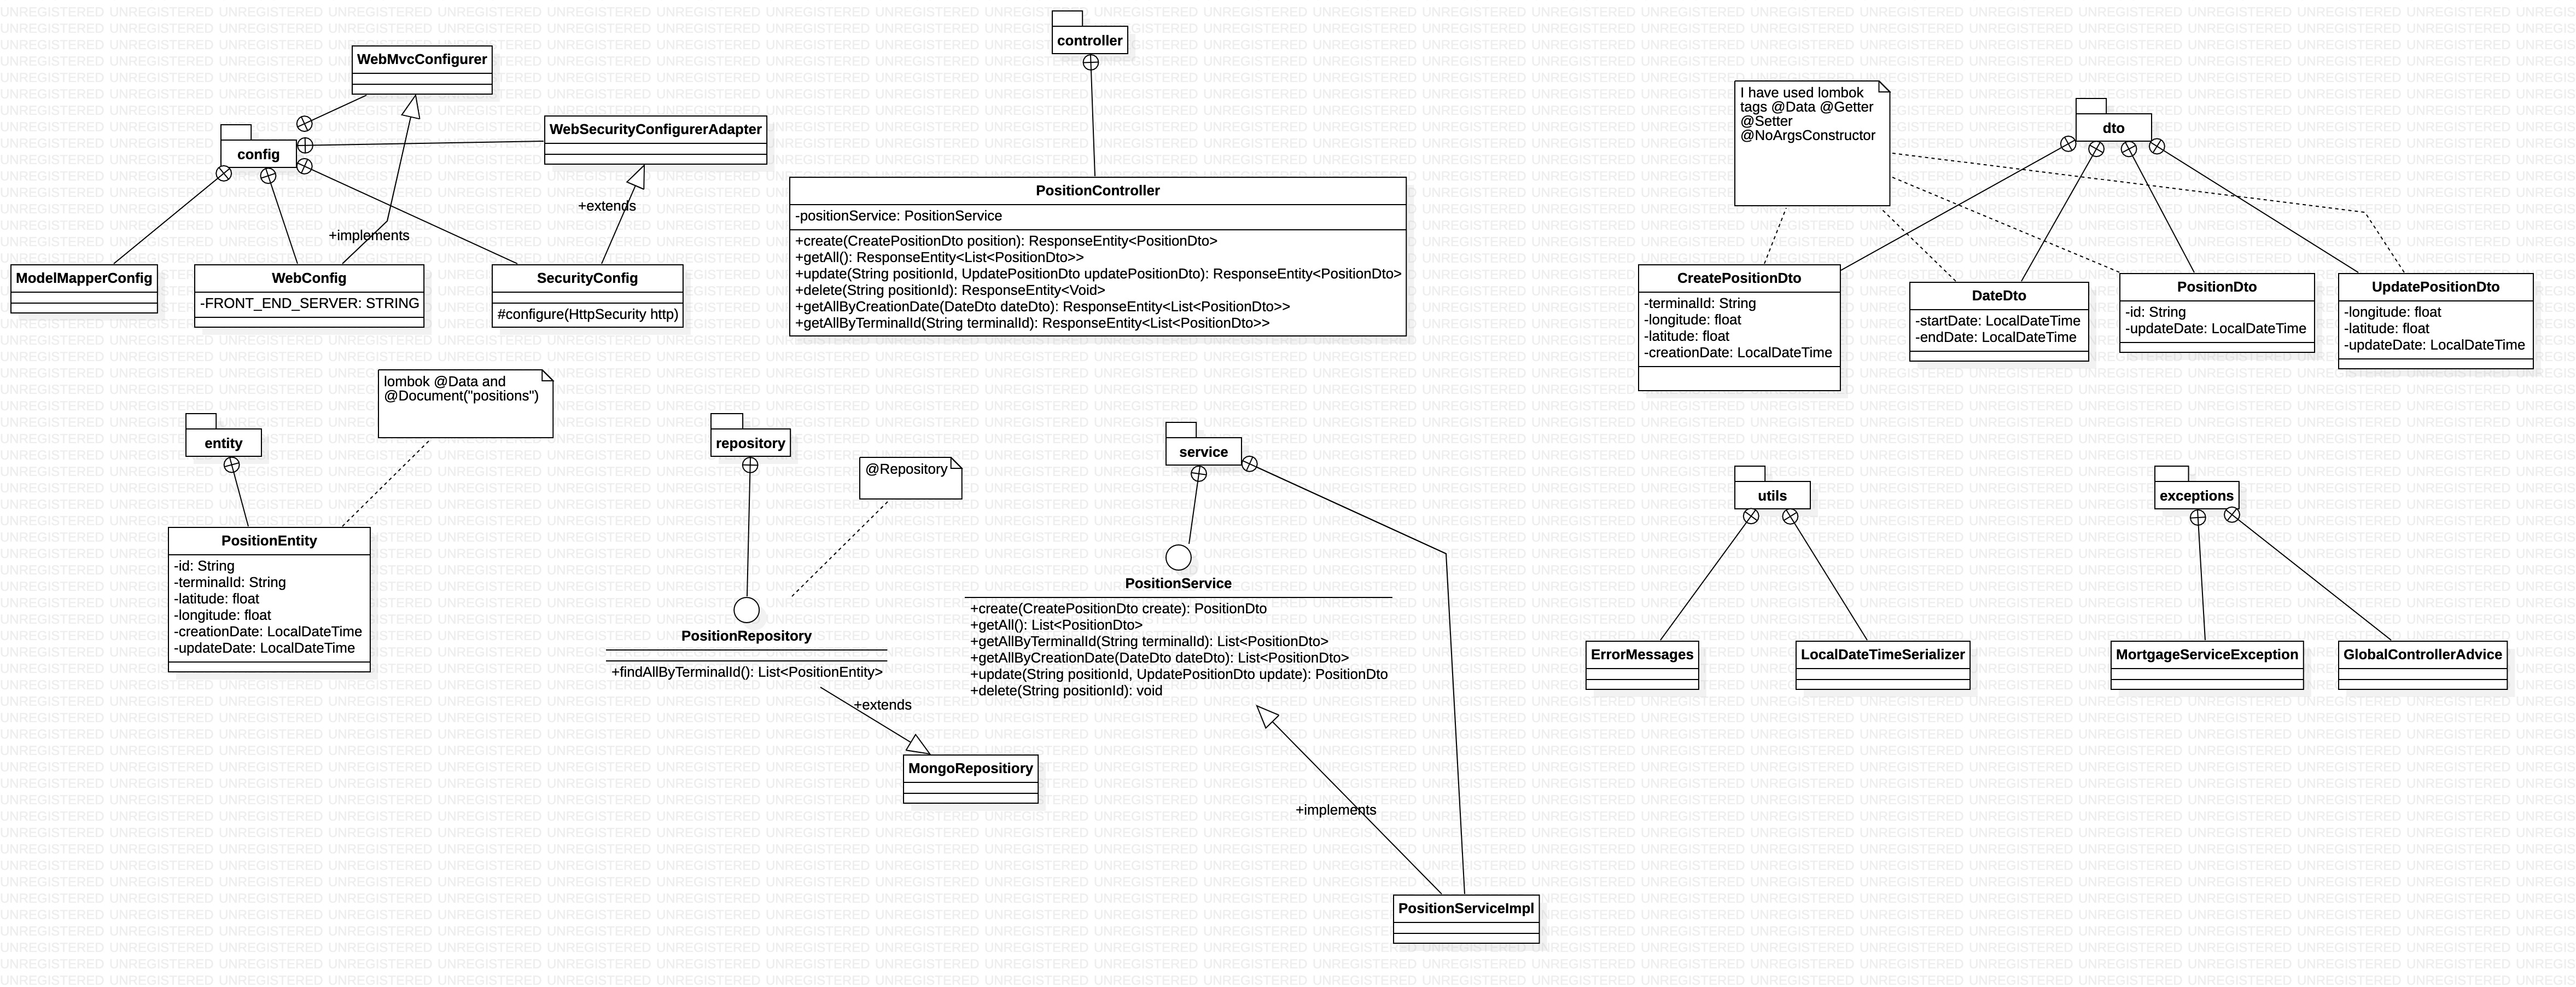 WebMvcConfigurer
config
WebSecurityConfigurerAdapter
+extends
+implements
ModelMapperConfig
WebConfig
-FRONT_END_SERVER: STRING
SecurityConfig
#configure(HttpSecurity http)
controller
PositionController
-positionService: PositionService
+create(CreatePositionDto position): ResponseEntity<PositionDto>
+getAll(): ResponseEntity<List<PositionDto>>
+update(String positionId, UpdatePositionDto updatePositionDto): ResponseEntity<PositionDto>
+delete(String positionId): ResponseEntity<Void>
+getAllByCreationDate(DateDto dateDto): ResponseEntity<List<PositionDto>>
+getAllByTerminalId(String terminalId): ResponseEntity<List<PositionDto>>
I have used lombok
tags @Data @Getter
@Setter
@NoArgsConstructor
dto
CreatePositionDto
-terminalId: String
-longitude: float
-latitude: float
-creationDate: LocalDateTime
DateDto
-startDate: LocalDateTime
-endDate: LocalDateTime
PositionDto
-id: String
-updateDate: LocalDateTime
UpdatePositionDto
-longitude: float
-latitude: float
-updateDate: LocalDateTime
lombok @Data and
@Document("positions")
entity
PositionEntity
-id: String
-terminalId: String
-latitude: float
-longitude: float
-creationDate: LocalDateTime
-updateDate: LocalDateTime
repository
@Repository
PositionRepository
+findAllByTerminalId(): List<PositionEntity>
+extends
MongoRepositiory
service
PositionService
+create(CreatePositionDto create): PositionDto
+getAll(): List<PositionDto>
+getAllByTerminalId(String terminalId): List<PositionDto>
+getAllByCreationDate(DateDto dateDto): List<PositionDto>
+update(String positionId, UpdatePositionDto update): PositionDto
+delete(String positionId): void
+implements
PositionServiceImpl
utils
ErrorMessages
LocalDateTimeSerializer
exceptions
MortgageServiceException
GlobalControllerAdvice
UNREGISTERED